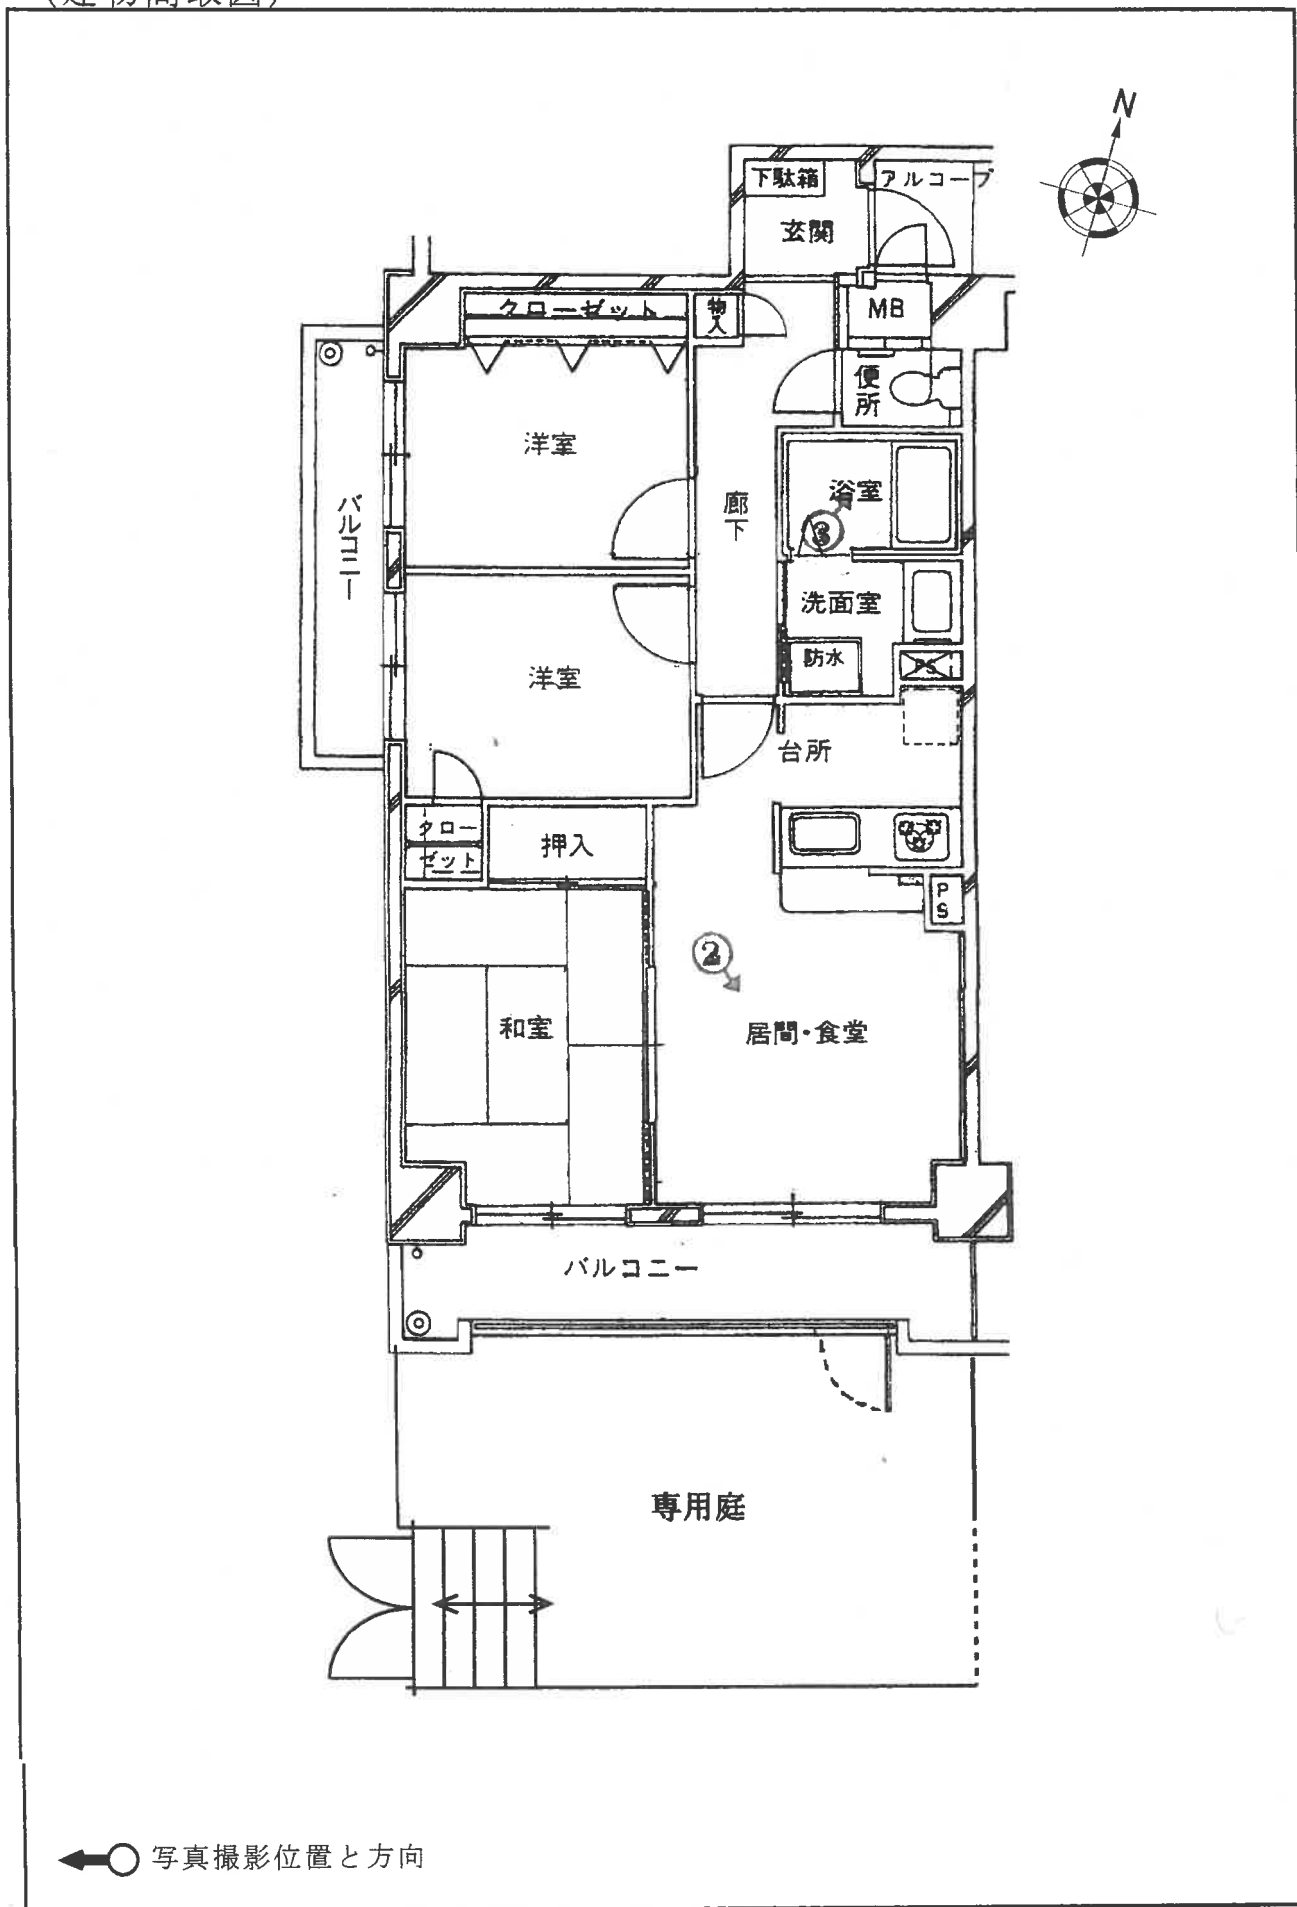 N
下駄箱
アルコーブ
玄関
クローゼット
物入
MB
便所
洋室
浴室
廊下
③
バルコニー
洗面室
洋室
防水
PS
台所
クロー
ゼット
押入
PS
②
和室
居間・食堂
バルコニー
専用庭
写真撮影位置と方向